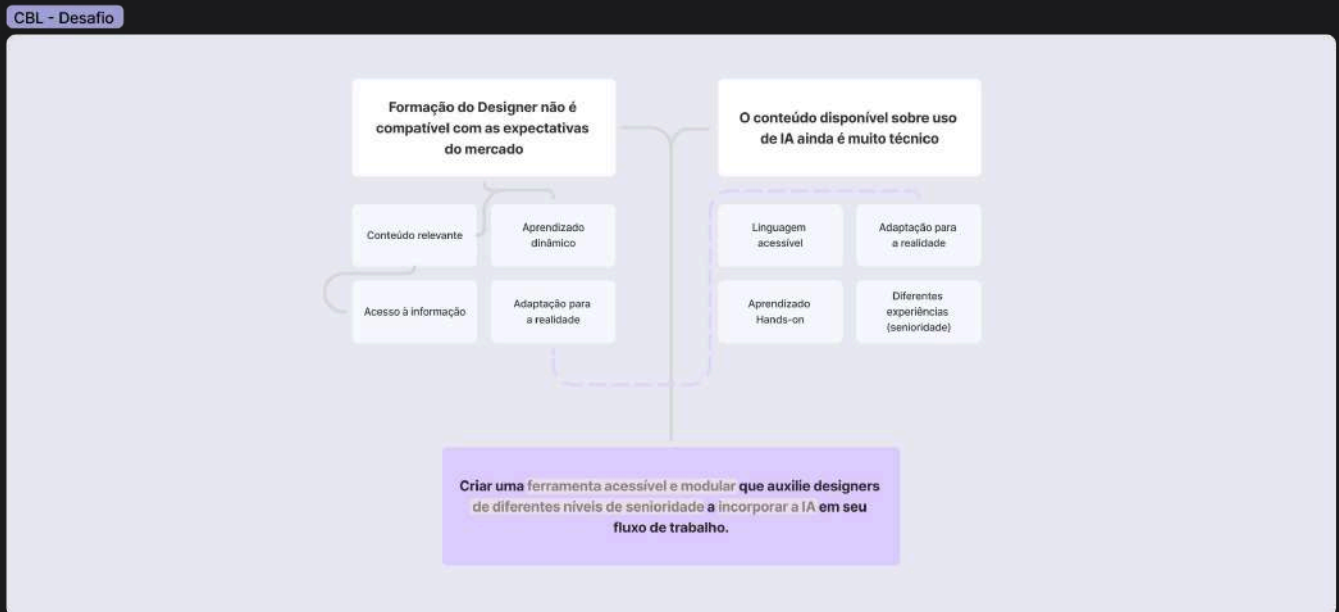 CBL - Desafio
Formação do Designer não é
compatível com as expectativas
do mercado
O conteúdo disponível sobre uso
de IA ainda é muito técnico
Conteúdo relevante
Aprendizado
dinâmico
Acesso à informação
Adaptação para
a realidade
Linguagem
acessível
Adaptação para
a realidade
Aprendizado
Hands-on
Diferentes
experiências
(senioridade)
Criar uma ferramenta acessível e modular que auxilie designers
de diferentes níveis de senioridade a incorporar a IA em seu
fluxo de trabalho.